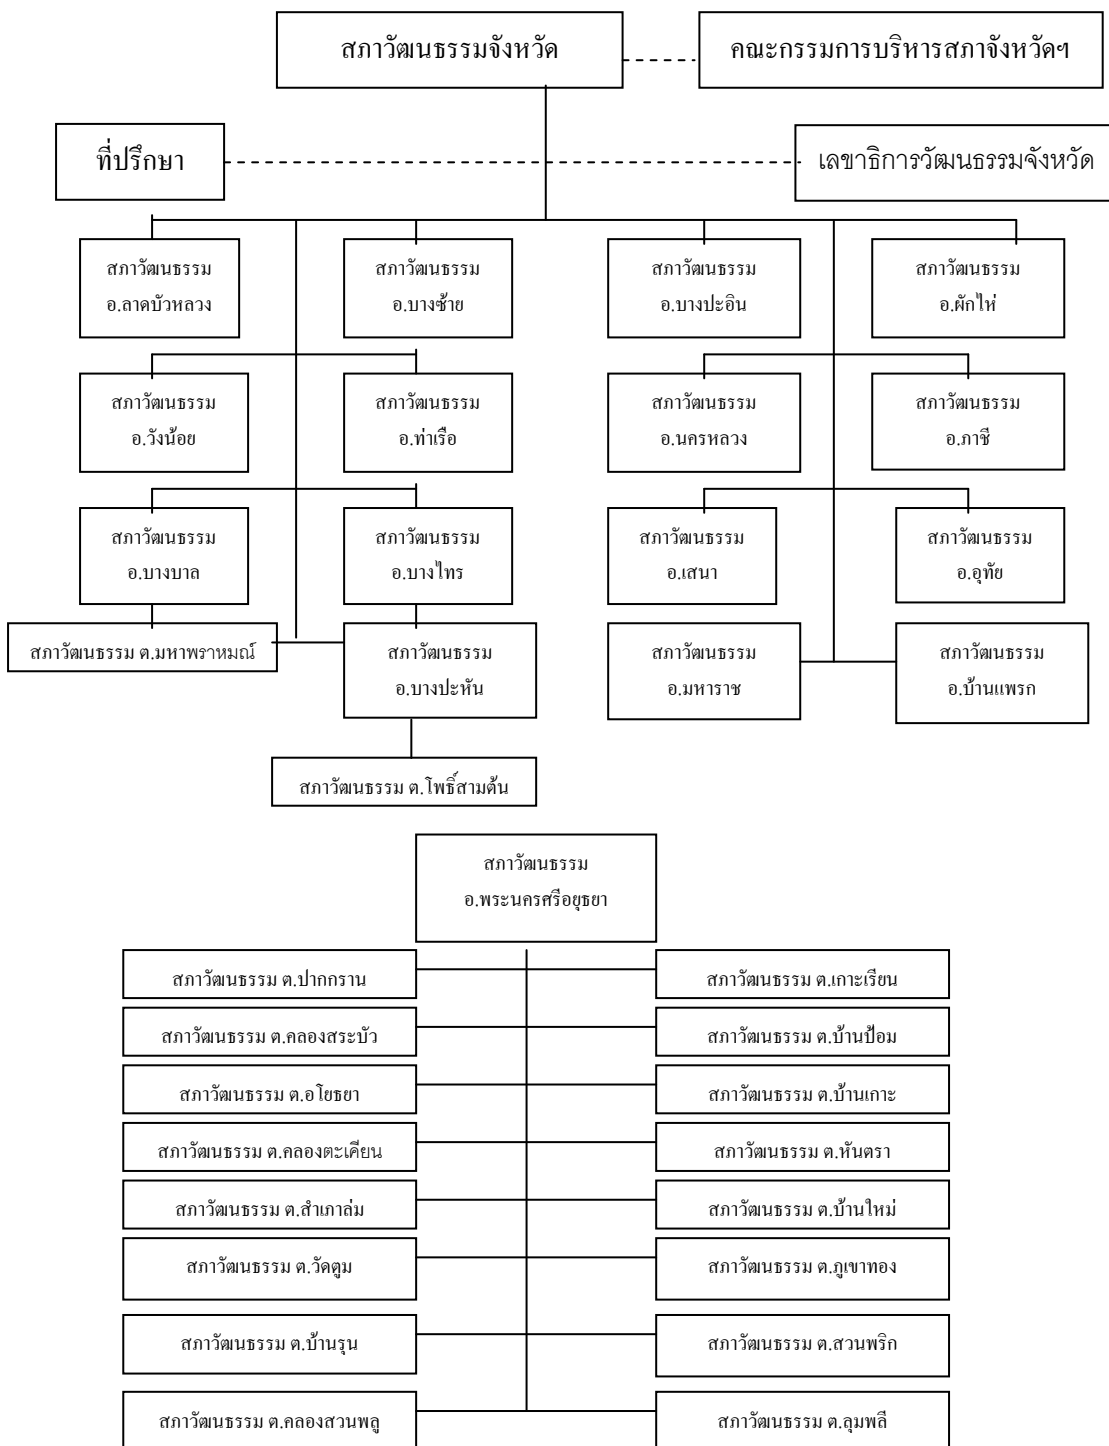 สภาวัฒนธรรมจังหวัด
คณะกรรมการบริหารสภาจังหวัดฯ
ที่ปรึกษา
เลขาธิการวัฒนธรรมจังหวัด
สภาวัฒนธรรม
อ.ลาดบัวหลวง
สภาวัฒนธรรม
อ.บางซ้าย
สภาวัฒนธรรม
อ.บางปะอิน
สภาวัฒนธรรม
อ.ผักไห่
สภาวัฒนธรรม
อ.วังน้อย
สภาวัฒนธรรม
อ.ท่าเรือ
สภาวัฒนธรรม
อ.นครหลวง
สภาวัฒนธรรม
อ.ภาชี
สภาวัฒนธรรม
อ.บางบาล
สภาวัฒนธรรม
อ.บางไทร
สภาวัฒนธรรม
อ.เสนา
สภาวัฒนธรรม
อ.อุทัย
สภาวัฒนธรรม ต.มหาพราหมณ์
สภาวัฒนธรรม
อ.บางปะหัน
สภาวัฒนธรรม
อ.มหาราช
สภาวัฒนธรรม
อ.บ้านแพรก
สภาวัฒนธรรม ต.โพธิ์สามต้น
สภาวัฒนธรรม
อ.พระนครศรีอยุธยา
สภาวัฒนธรรม ต.ปากกราน
สภาวัฒนธรรม ต.เกาะเรียน
สภาวัฒนธรรม ต.คลองสระบัว
สภาวัฒนธรรม ต.บ้านป้อม
สภาวัฒนธรรม ต.อโยธยา
สภาวัฒนธรรม ต.บ้านเกาะ
สภาวัฒนธรรม ต.คลองตะเคียน
สภาวัฒนธรรม ต.หันตรา
สภาวัฒนธรรม ต.สำเภาล่ม
สภาวัฒนธรรม ต.บ้านใหม่
สภาวัฒนธรรม ต.วัดตูม
สภาวัฒนธรรม ต.ภูเขาทอง
สภาวัฒนธรรม ต.บ้านรุน
สภาวัฒนธรรม ต.สวนพริก
สภาวัฒนธรรม ต.คลองสวนพลู
สภาวัฒนธรรม ต.ลุมพลี